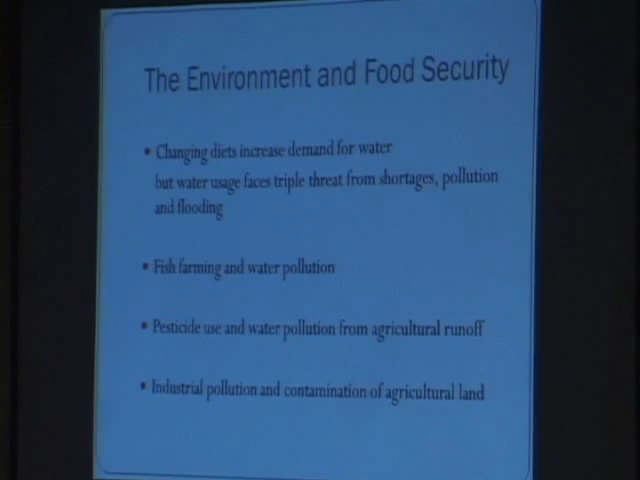 The Environment and Food Security
• Changing diets increase demand for water
but water usage faces triple threat from shortages, pollution
and flooding
• Fish farming and water pollution
• Pesticide use and water pollution from agricultural runoff
• Industrial pollution and contamination of agricultural land